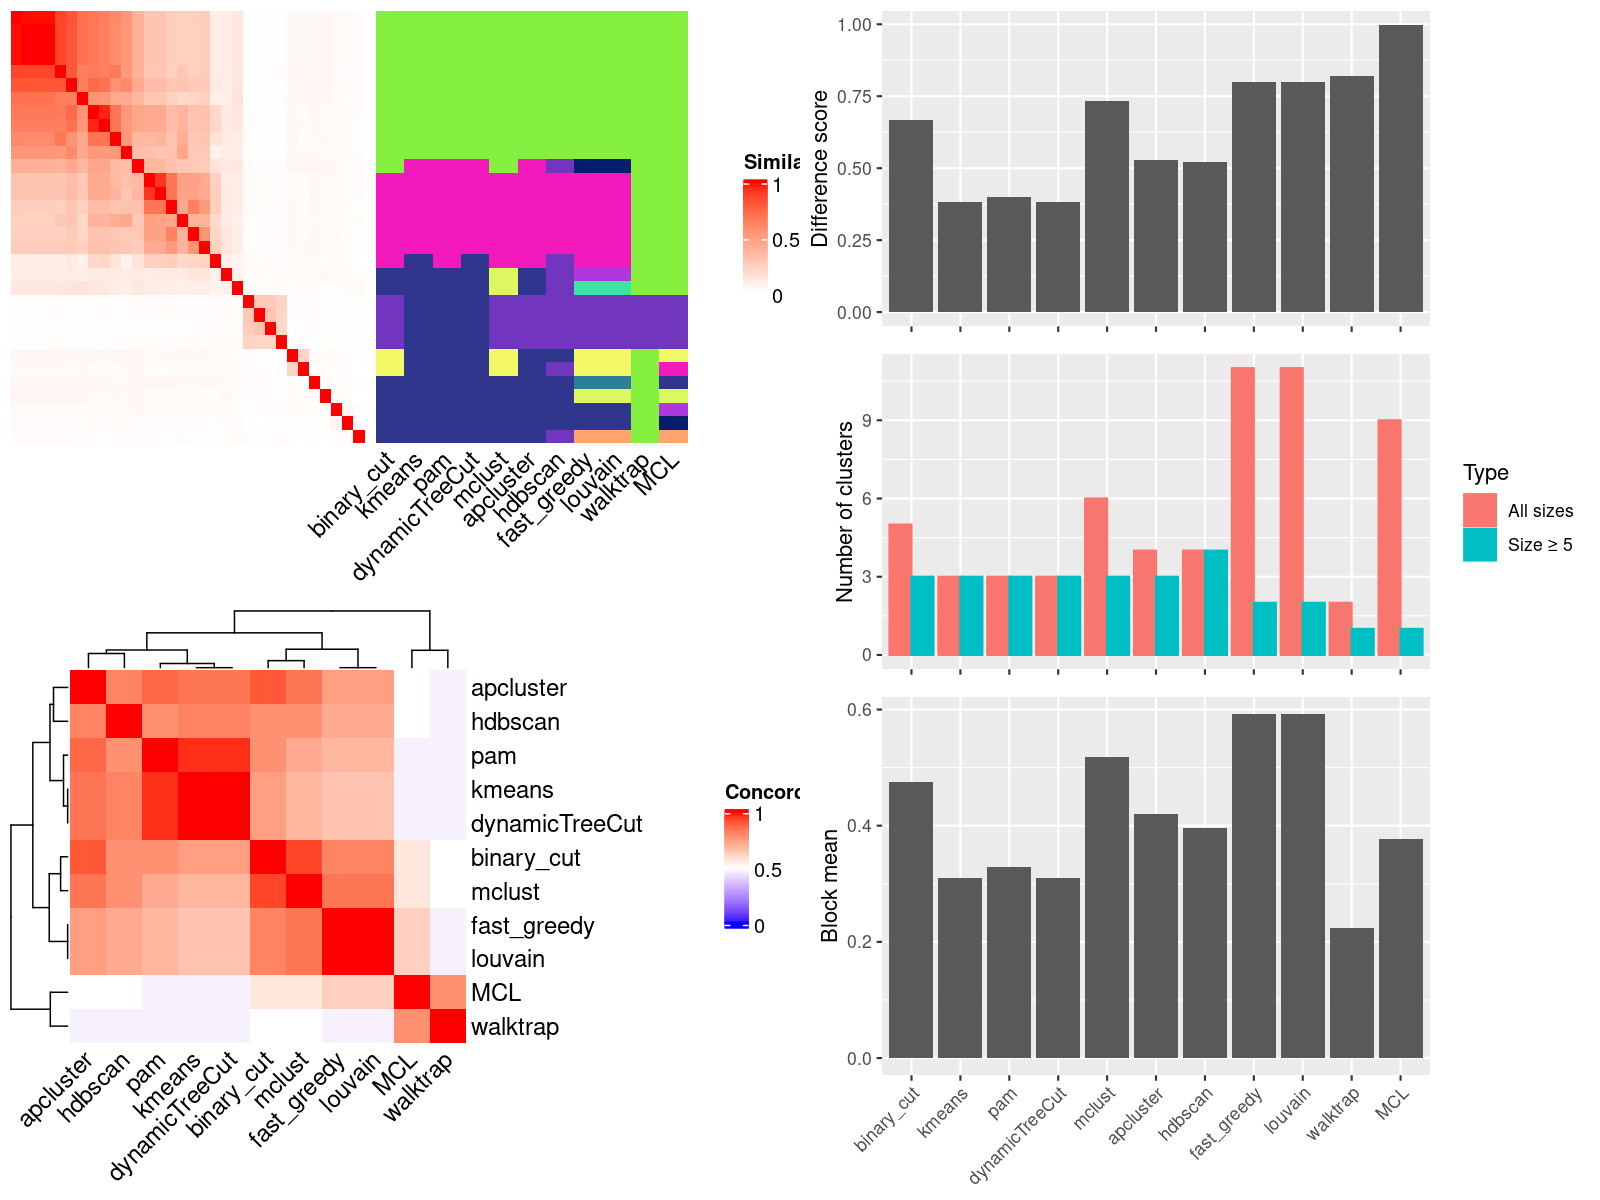 Simila
1
0.5
0
binary_cut
kmeans
pam
dynamicTreeCut
mclust
apcluster
hdbscan
fast_greedy
louvain
walktrap
MCL
apcluster
hdbscan
pam
kmeans
dynamicTreeCut
binary_cut
mclust
fast_greedy
louvain
MCL
walktrap
Concord
1
0.5
0
apcluster
hdbscan
pam
kmeans
dynamicTreeCut
binary_cut
mclust
fast_greedy
louvain
MCL
walktrap
Difference score
1.00
0.75
0.50
0.25
0.00
Number of clusters
9
6
3
0
Type
All sizes
Size ≥ 5
Block mean
0.6
0.4
0.2
0.0
binary_cut
kmeans
pam
dynamicTreeCut
mclust
apcluster
hdbscan
fast_greedy
louvain
walktrap
MCL